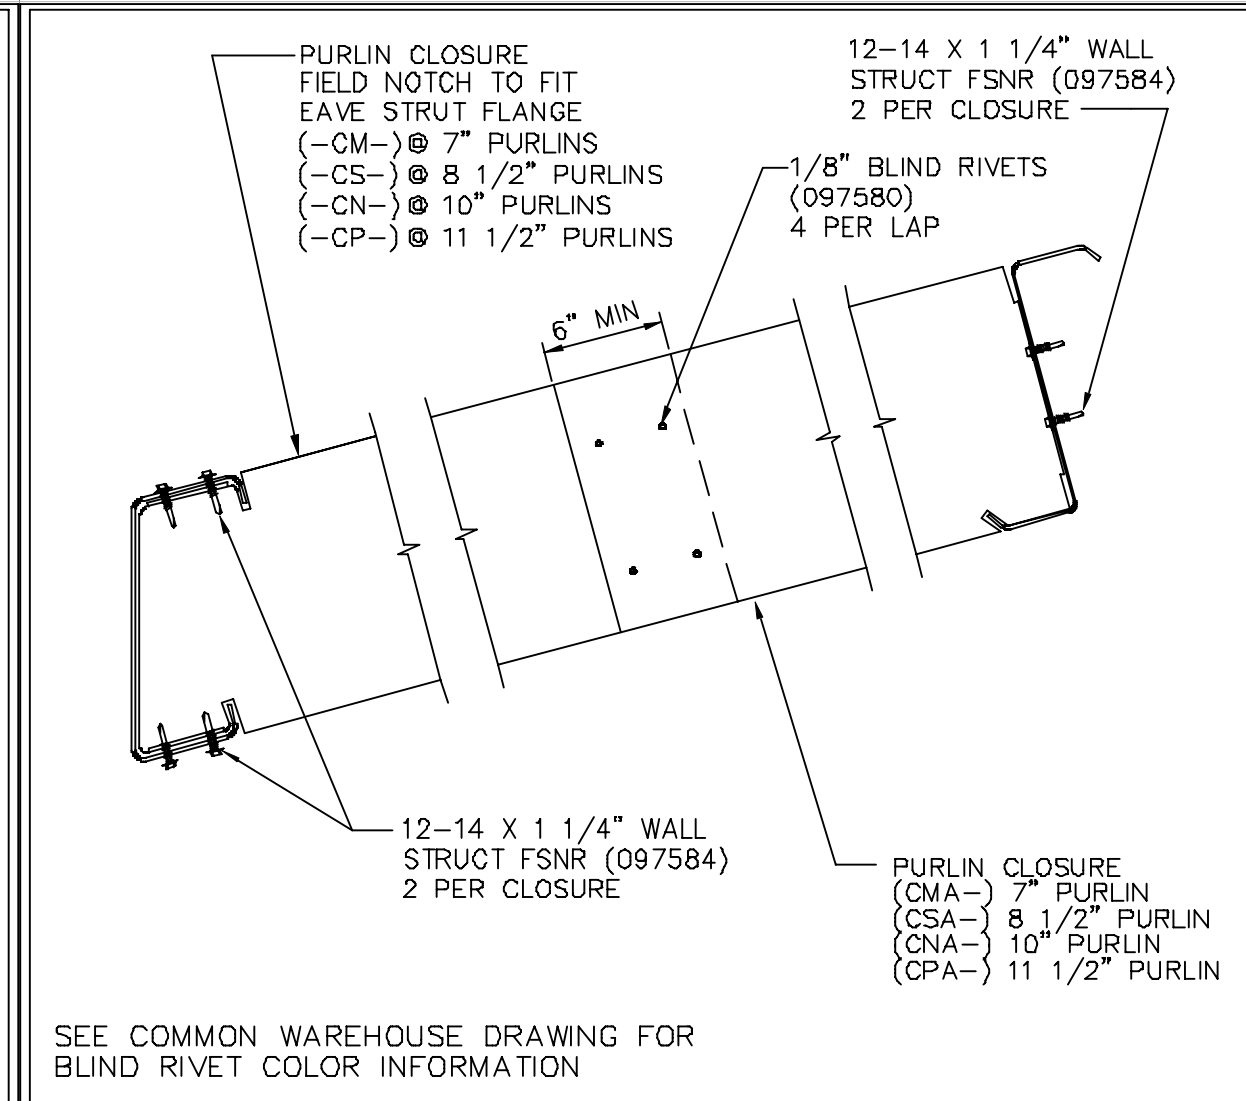 PURLIN CLOSURE
FIELD NOTCH TO FIT
EAVE STRUT FLANGE
(-CM-)@ 7" PURLINS
(-CS-)@ 8 1/2" PURLINS
(-CN-)@ 10" PURLINS
(-CP-)@ 11 1/2" PURLINS
12-14 X 1 1/4" WALL
STRUCT FSNR (097584)
2 PER CLOSURE
1/8" BLIND RIVETS
(097580)
4 PER LAP
6" MIN
12-14 X 1 1/4" WALL
STRUCT FSNR (097584)
2 PER CLOSURE
PURLIN CLOSURE
(CMA-) 7" PURLIN
(CSA-) 8 1/2" PURLIN
(CNA-) 10" PURLIN
(CPA-) 11 1/2" PURLIN
SEE COMMON WAREHOUSE DRAWING FOR
BLIND RIVET COLOR INFORMATION